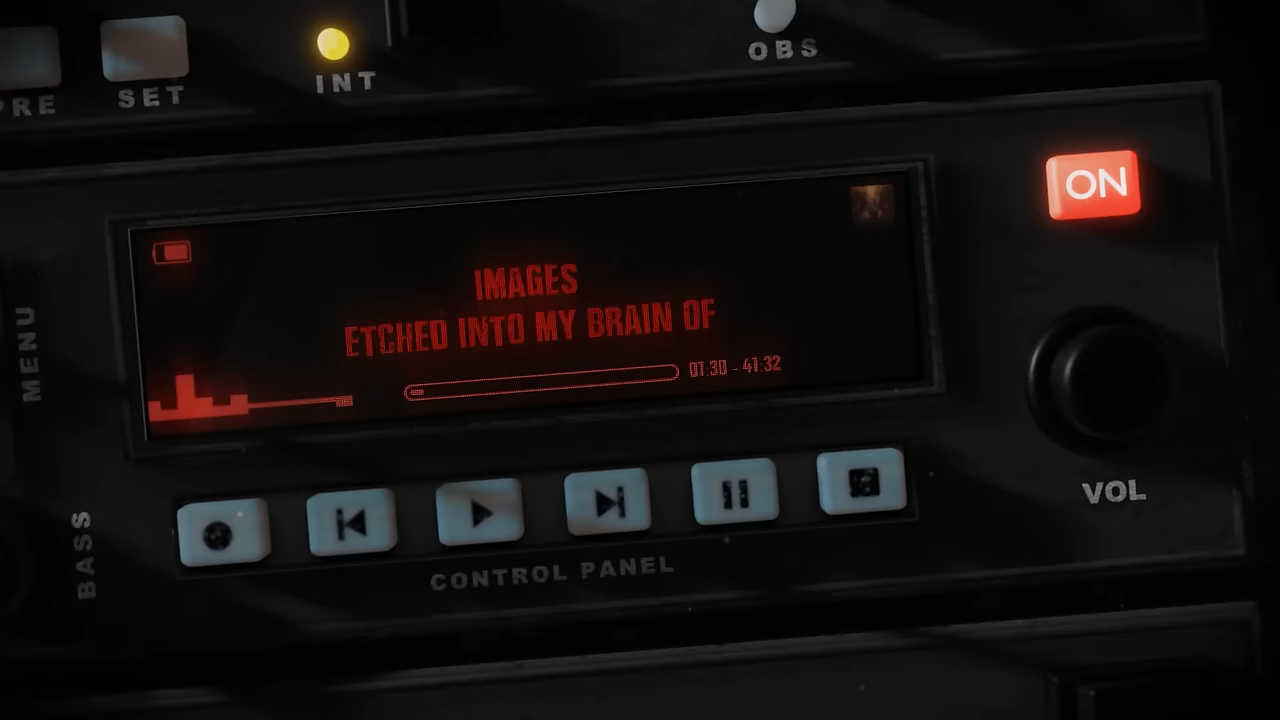 PRE
SET
INT
OBS
ON
IMAGES
ETCHED INTO MY BRAIN OF
01:30 - 41:32
MENU
BASS
VOL
CONTROL PANEL